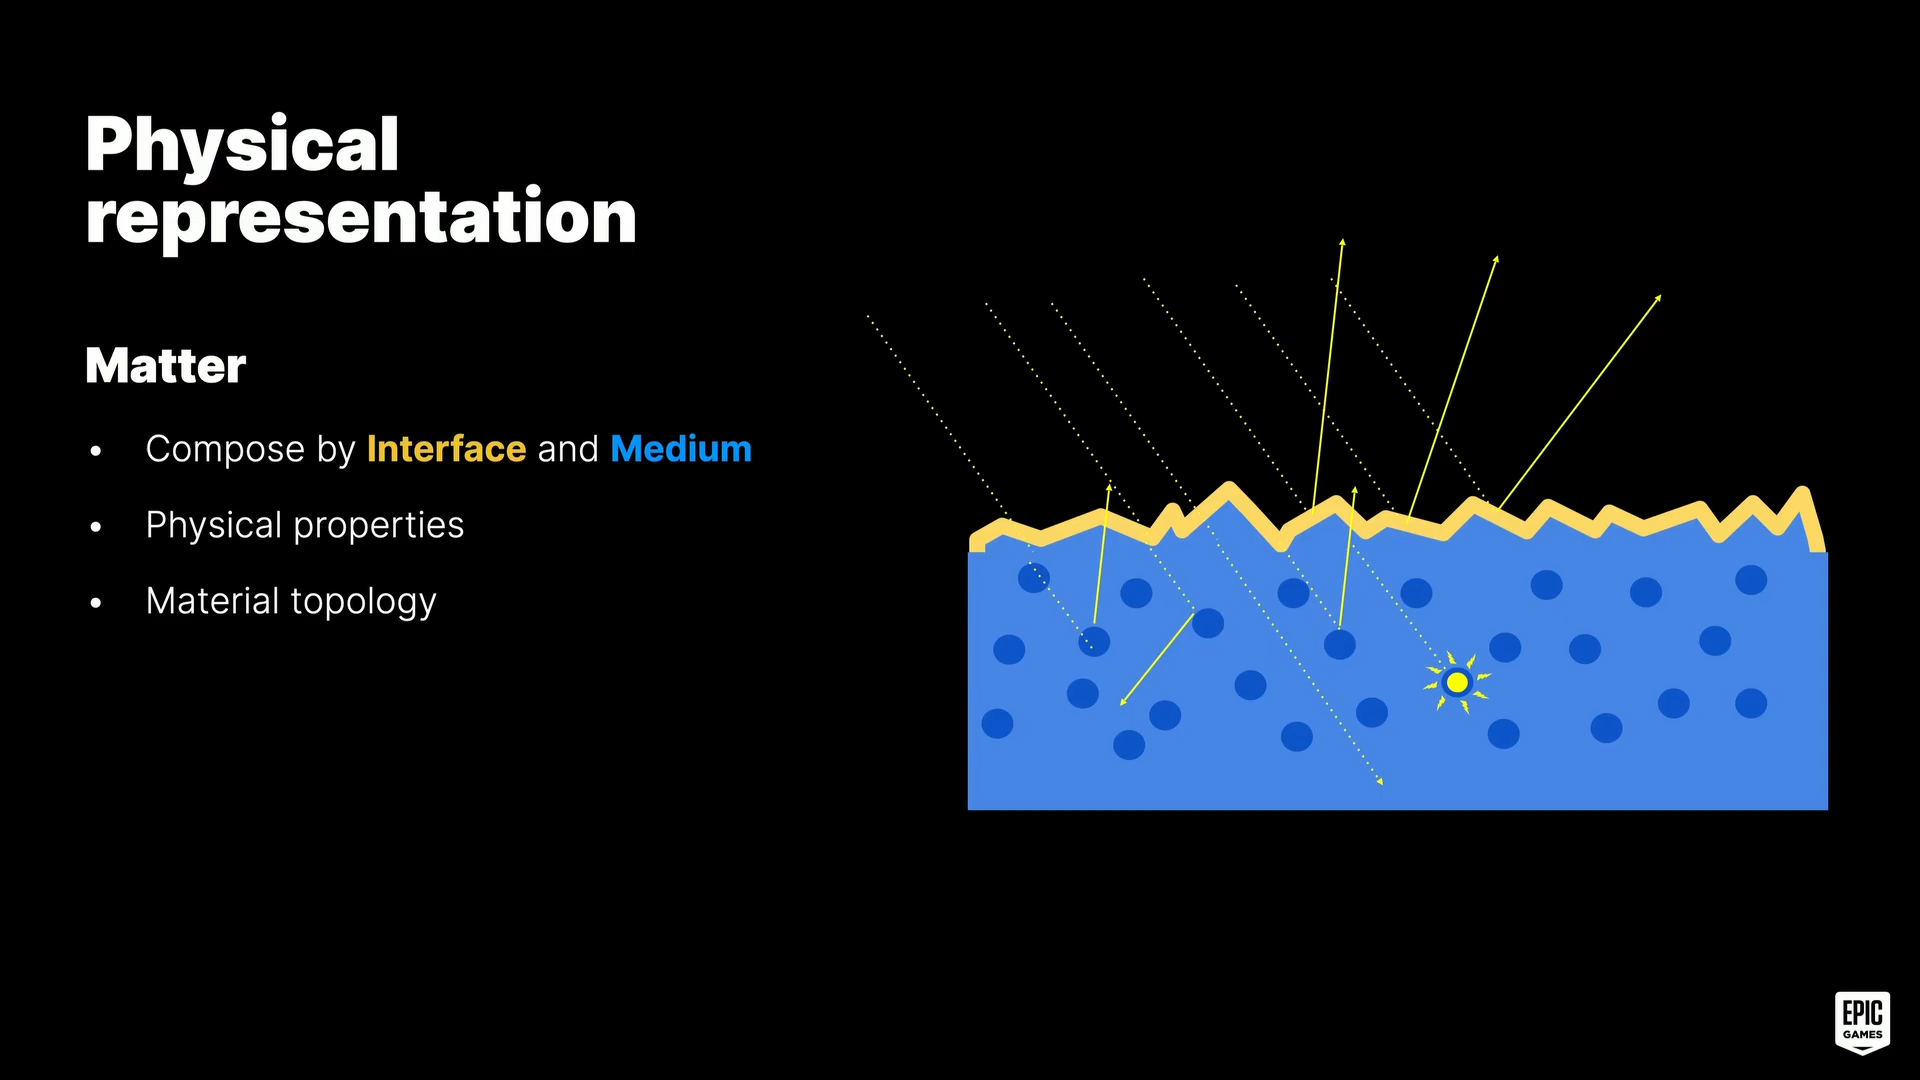 Physical
representation
Matter
• Compose by Interface and Medium
• Physical properties
• Material topology
EPIC
GAMES